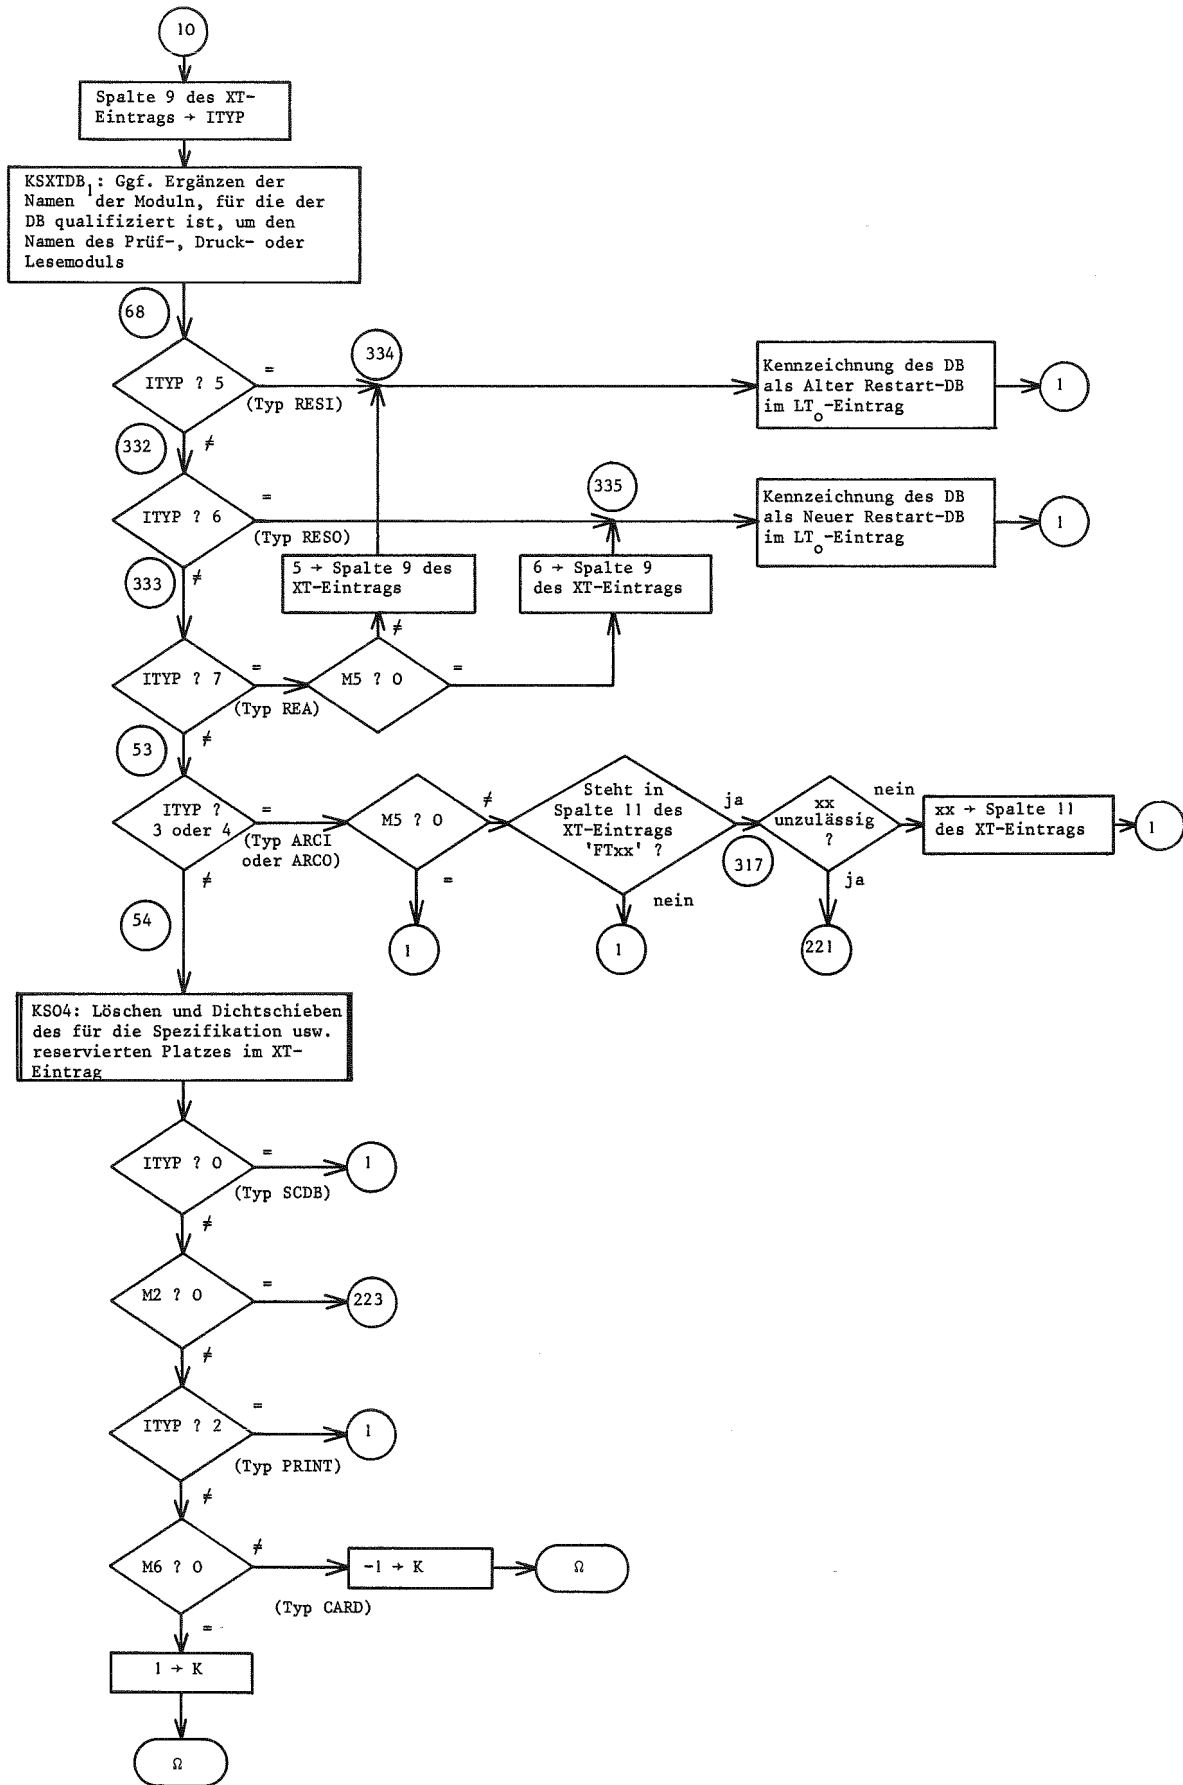 10
Spalte 9 des XT-
Eintrags → ITYP
KSXTDB₁: Ggf. Ergänzen der
Namen der Moduln, für die der
DB qualifiziert ist, um den
Namen des Prüf-, Druck- oder
Lesemoduls
68
ITYP ? 5
=
(Typ RESI)
334
Kennzeichnung des DB
als Alter Restart-DB
im LT₀-Eintrag
1
332
≠
ITYP ? 6
=
(Typ RESO)
335
Kennzeichnung des DB
als Neuer Restart-DB
im LT₀-Eintrag
1
333
≠
5 → Spalte 9 des
XT-Eintrags
6 → Spalte 9
des XT-Eintrags
ITYP ? 7
=
(Typ REA)
≠
M5 ? 0
=
53
≠
ITYP ?
3 oder 4
=
(Typ ARCI
oder ARCO)
M5 ? 0
≠
=
1
Steht in
Spalte 11 des
XT-Eintrags
'FTxx' ?
ja
nein
1
317
xx
unzulässig
?
nein
ja
221
xx → Spalte 11
des XT-Eintrags
1
≠
54
KS04: Löschen und Dichtschieben
des für die Spezifikation usw.
reservierten Platzes im XT-
Eintrag
ITYP ? 0
=
(Typ SCDB)
1
≠
M2 ? 0
=
223
≠
ITYP ? 2
=
(Typ PRINT)
1
≠
M6 ? 0
≠
(Typ CARD)
-1 → K
Ω
=
1 → K
Ω